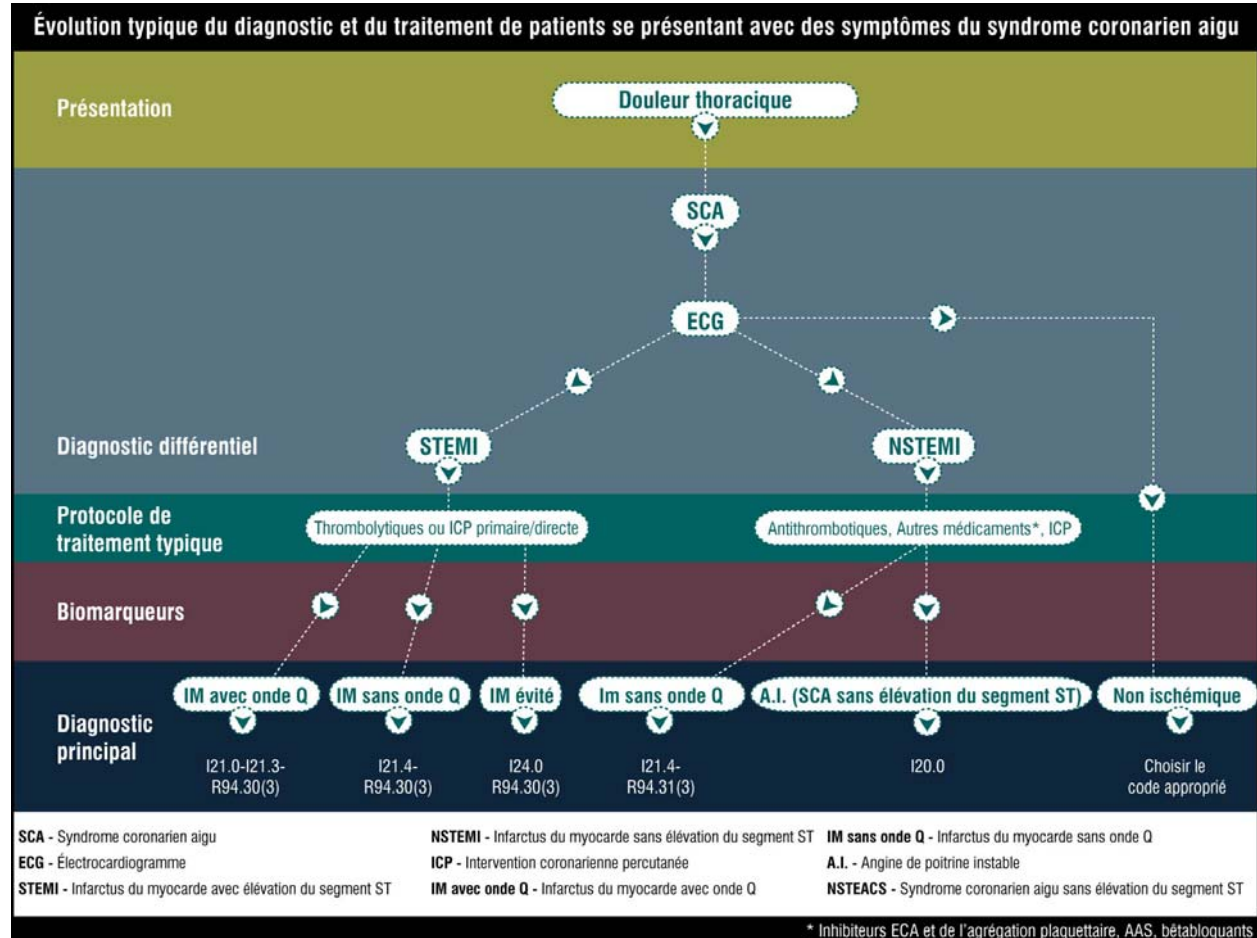 Évolution typique du diagnostic et du traitement de patients se présentant avec des symptômes du syndrome coronarien aigu
Présentation
Douleur thoracique
SCA
ECG
Diagnostic différentiel
STEMI
NSTEMI
Protocole de
traitement typique
Thrombolytiques ou ICP primaire/directe
Antithrombotiques, Autres médicaments*, ICP
Biomarqueurs
Diagnostic
principal
IM avec onde Q
IM sans onde Q
IM évité
Im sans onde Q
A.I. (SCA sans élévation du segment ST)
Non ischémique
I21.0-I21.3-
R94.30(3)
I21.4-
R94.30(3)
I24.0
R94.30(3)
I21.4-
R94.31(3)
I20.0
Choisir le
code approprié
SCA - Syndrome coronarien aigu
ECG - Électrocardiogramme
STEMI - Infarctus du myocarde avec élévation du segment ST
NSTEMI - Infarctus du myocarde sans élévation du segment ST
ICP - Intervention coronarienne percutanée
IM avec onde Q - Infarctus du myocarde avec onde Q
IM sans onde Q - Infarctus du myocarde sans onde Q
A.I. - Angine de poitrine instable
NSTEACS - Syndrome coronarien aigu sans élévation du segment ST
* Inhibiteurs ECA et de l'agrégation plaquettaire, AAS, bêtabloquants